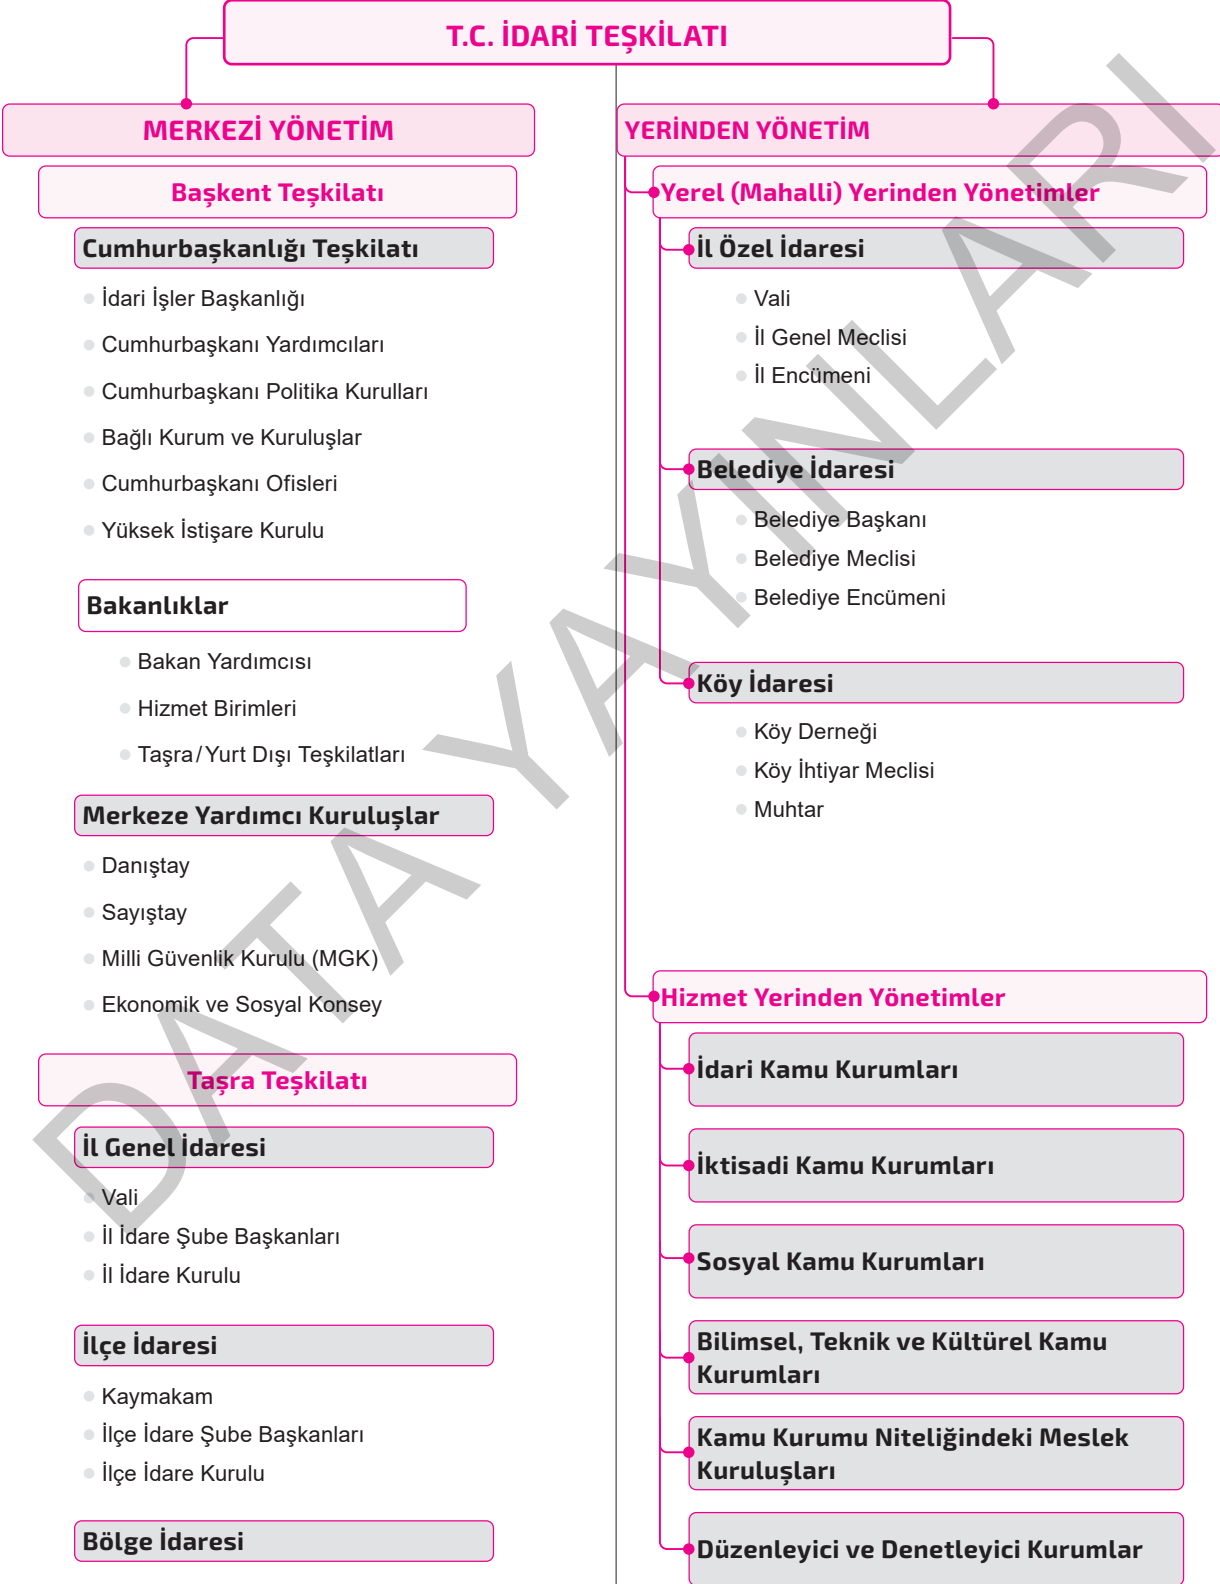 T.C. İDARİ TEŞKİLATI
MERKEZİ YÖNETİM
Başkent Teşkilatı
Cumhurbaşkanlığı Teşkilatı
İdari İşler Başkanlığı
Cumhurbaşkanı Yardımcıları
Cumhurbaşkanı Politika Kurulları
Bağlı Kurum ve Kuruluşlar
Cumhurbaşkanı Ofisleri
Yüksek İstişare Kurulu
Bakanlıklar
Bakan Yardımcısı
Hizmet Birimleri
Taşra/Yurt Dışı Teşkilatları
Merkeze Yardımcı Kuruluşlar
Danıştay
Sayıştay
Milli Güvenlik Kurulu (MGK)
Ekonomik ve Sosyal Konsey
Taşra Teşkilatı
İl Genel İdaresi
Vali
İl İdare Şube Başkanları
İl İdare Kurulu
İlçe İdaresi
Kaymakam
İlçe İdare Şube Başkanları
İlçe İdare Kurulu
Bölge İdaresi
YERİNDEN YÖNETİM
Yerel (Mahalli) Yerinden Yönetimler
İl Özel İdaresi
Vali
İl Genel Meclisi
İl Encümeni
Belediye İdaresi
Belediye Başkanı
Belediye Meclisi
Belediye Encümeni
Köy İdaresi
Köy Derneği
Köy İhtiyar Meclisi
Muhtar
Hizmet Yerinden Yönetimler
İdari Kamu Kurumları
İktisadi Kamu Kurumları
Sosyal Kamu Kurumları
Bilimsel, Teknik ve Kültürel Kamu
Kurumları
Kamu Kurumu Niteliğindeki Meslek
Kuruluşları
Düzenleyici ve Denetleyici Kurumlar
DATA YAYINLARI